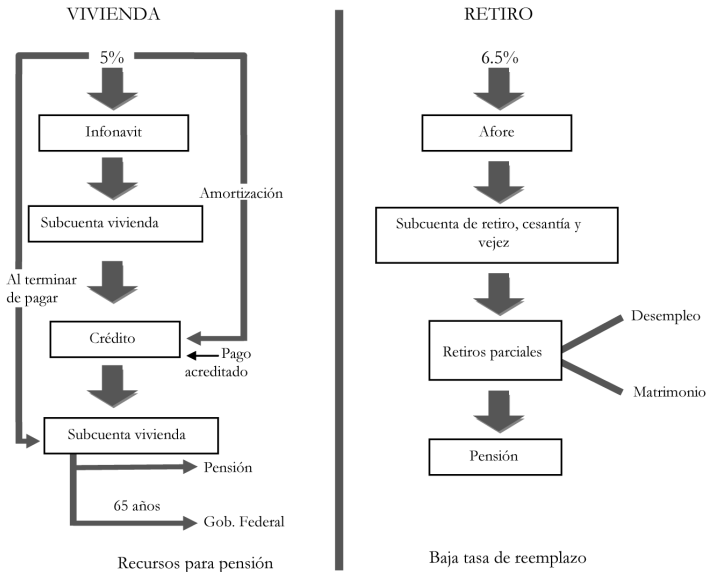 VIVIENDA
5%
Infonavit
Amortización
Subcuenta vivienda
Al terminar
de pagar
Crédito
Pago
acreditado
Subcuenta vivienda
Pensión
65 años
Gob. Federal
Recursos para pensión
RETIRO
6.5%
Afore
Subcuenta de retiro, cesantía y
vejez
Desempleo
Retiros parciales
Matrimonio
Pensión
Baja tasa de reemplazo